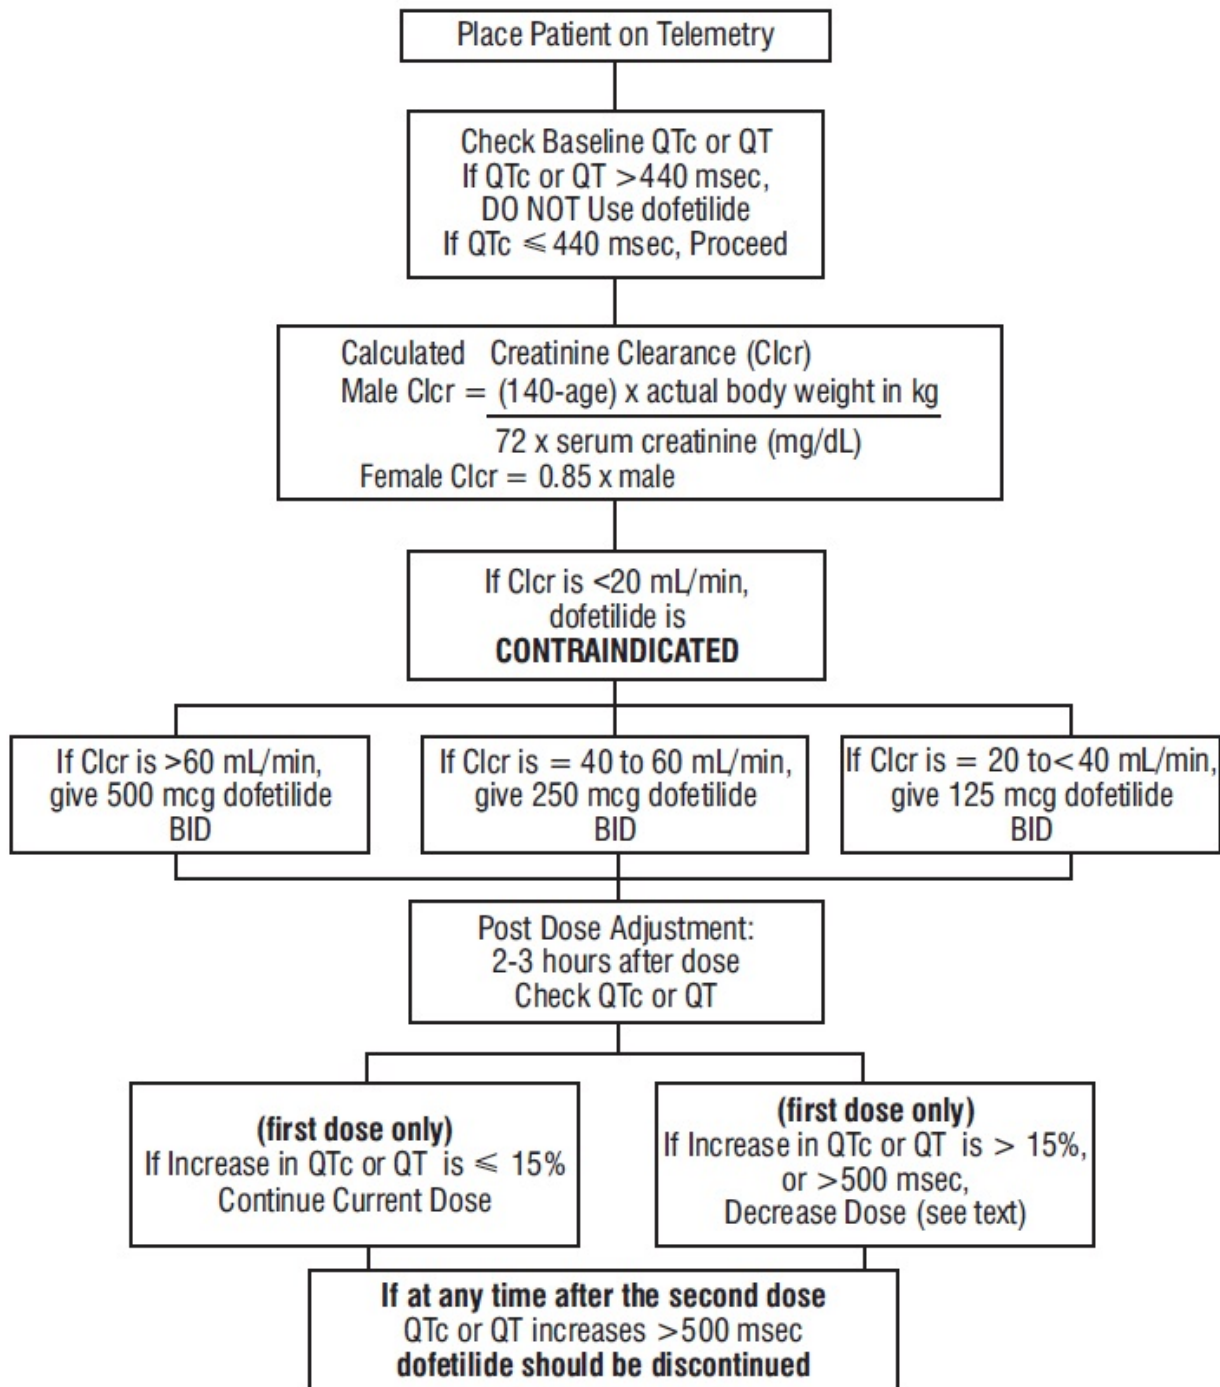 Place Patient on Telemetry
Check Baseline QTc or QT
If QTc or QT >440 msec,
DO NOT Use dofetilide
If QTc ⩽ 440 msec, Proceed
Calculated Creatinine Clearance (Clcr)
Male Clcr = (140-age) x actual body weight in kg
72 x serum creatinine (mg/dL)
Female Clcr = 0.85 x male
If Clcr is <20 mL/min,
dofetilide is
CONTRAINDICATED
If Clcr is >60 mL/min,
give 500 mcg dofetilide
BID
If Clcr is = 40 to 60 mL/min,
give 250 mcg dofetilide
BID
If Clcr is = 20 to< 40 mL/min,
give 125 mcg dofetilide
BID
Post Dose Adjustment:
2-3 hours after dose
Check QTc or QT
(first dose only)
If Increase in QTc or QT is ⩽ 15%
Continue Current Dose
(first dose only)
If Increase in QTc or QT is > 15%,
or >500 msec,
Decrease Dose (see text)
If at any time after the second dose
QTc or QT increases >500 msec
dofetilide should be discontinued